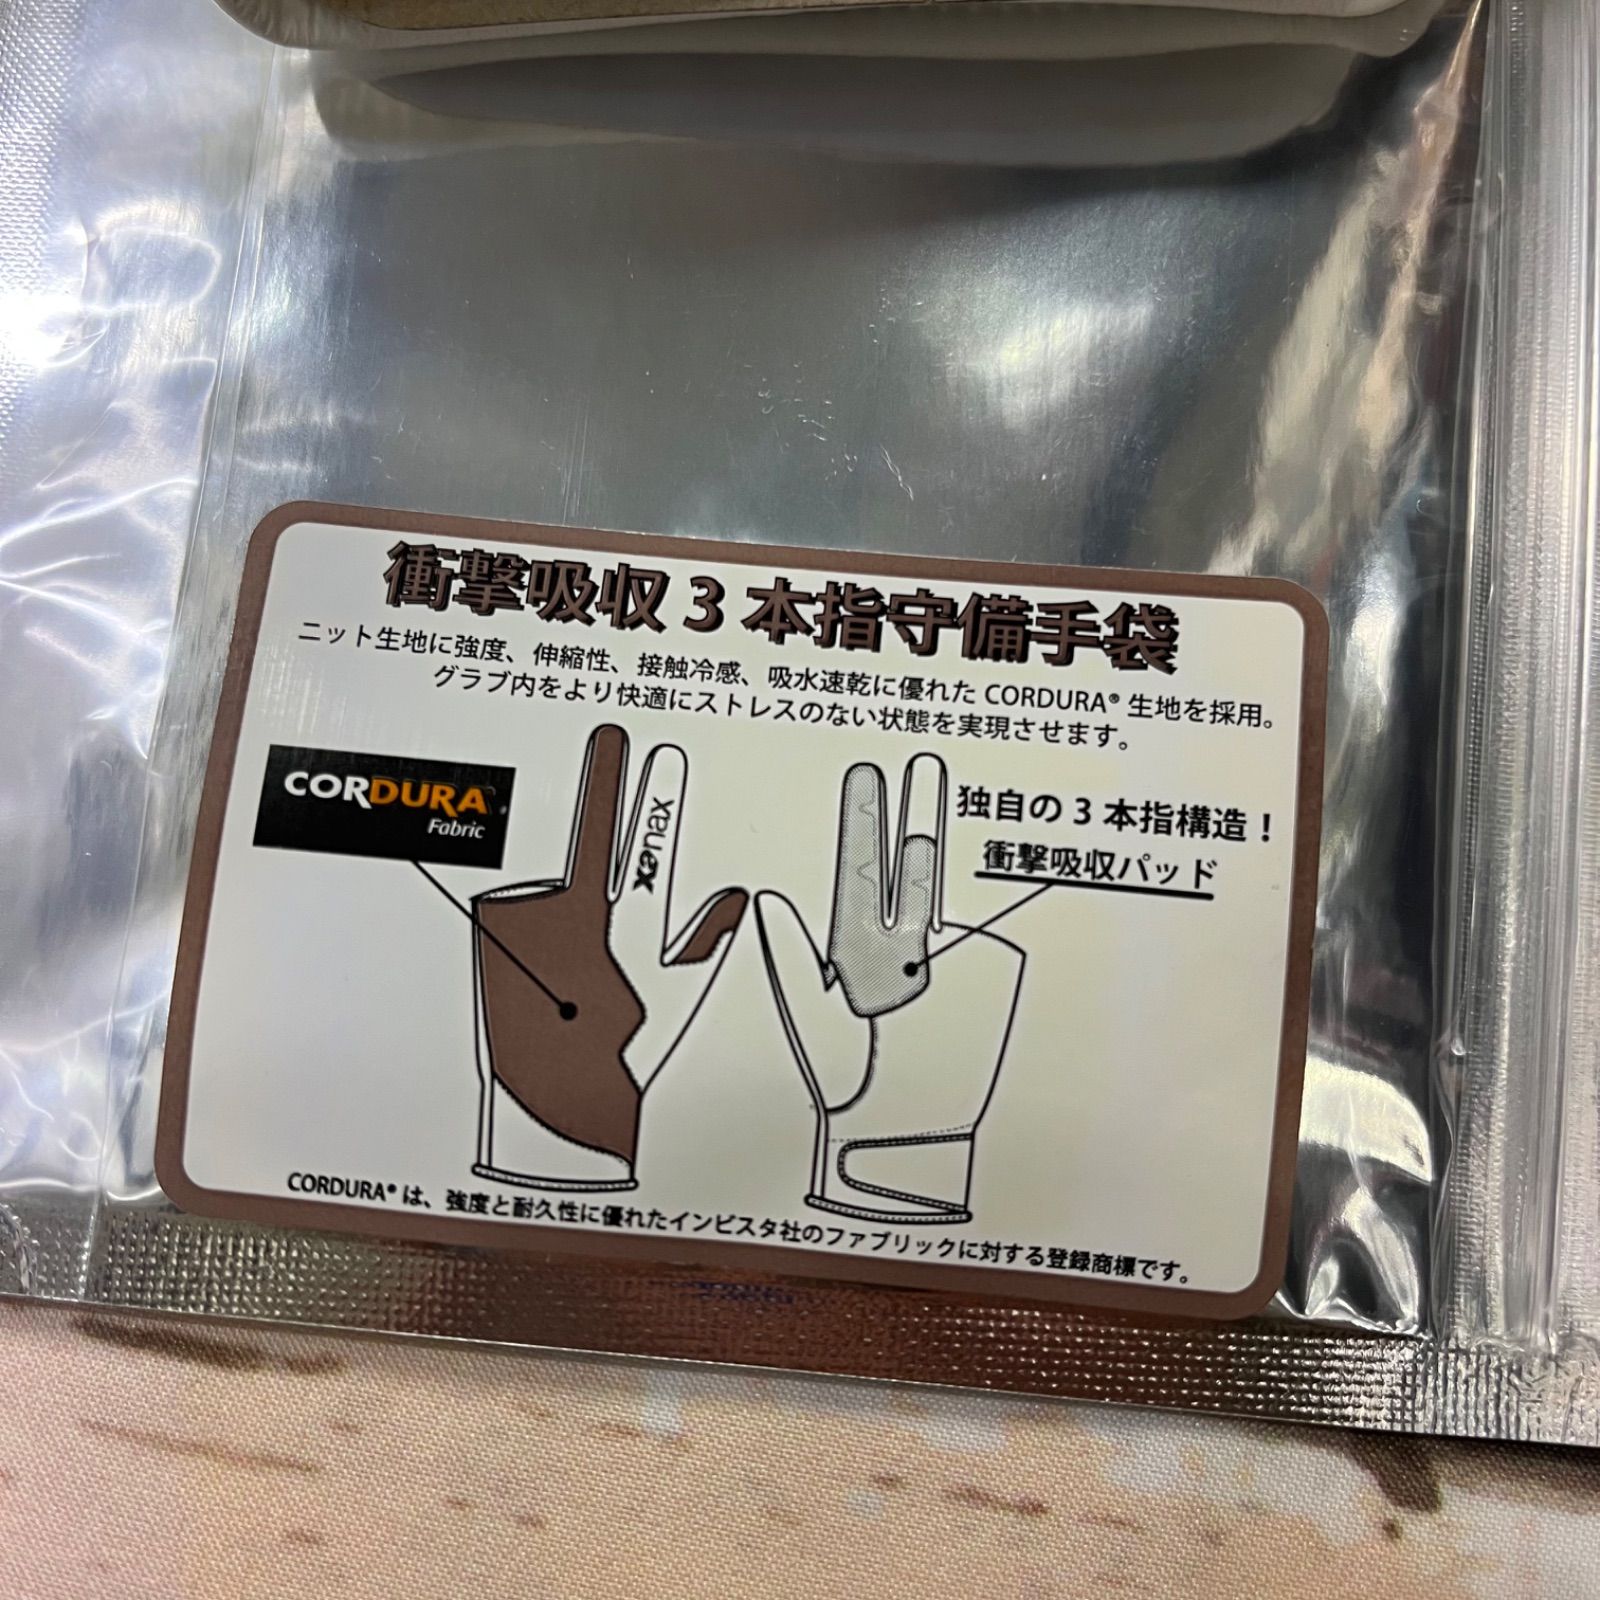 衝撃吸収3本指守備手袋
ニット生地に強度、伸縮性、接触冷感、吸水速乾に優れた CORDURA® 生地を採用。
グラブ内をより快適にストレスのない状態を実現させます。
CORDURA
Fabric
xanax
独自の3本指構造！
衝撃吸収パッド
CORDURA® は、強度と耐久性に優れたインビスタ社のファブリックに対する登録商標です。